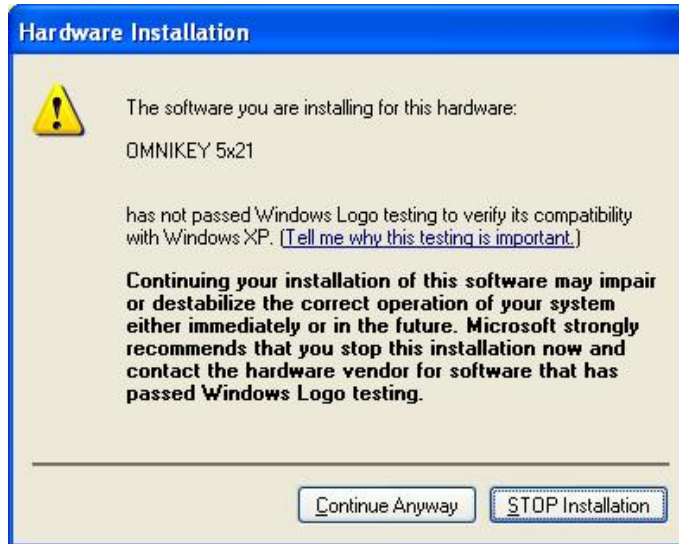 Hardware Installation
The software you are installing for this hardware:
OMNIKEY 5x21
has not passed Windows Logo testing to verify its compatibility
with Windows XP. (Tell me why this testing is important.)
Continuing your installation of this software may impair
or destabilize the correct operation of your system
either immediately or in the future. Microsoft strongly
recommends that you stop this installation now and
contact the hardware vendor for software that has
passed Windows Logo testing.
Continue Anyway
STOP Installation